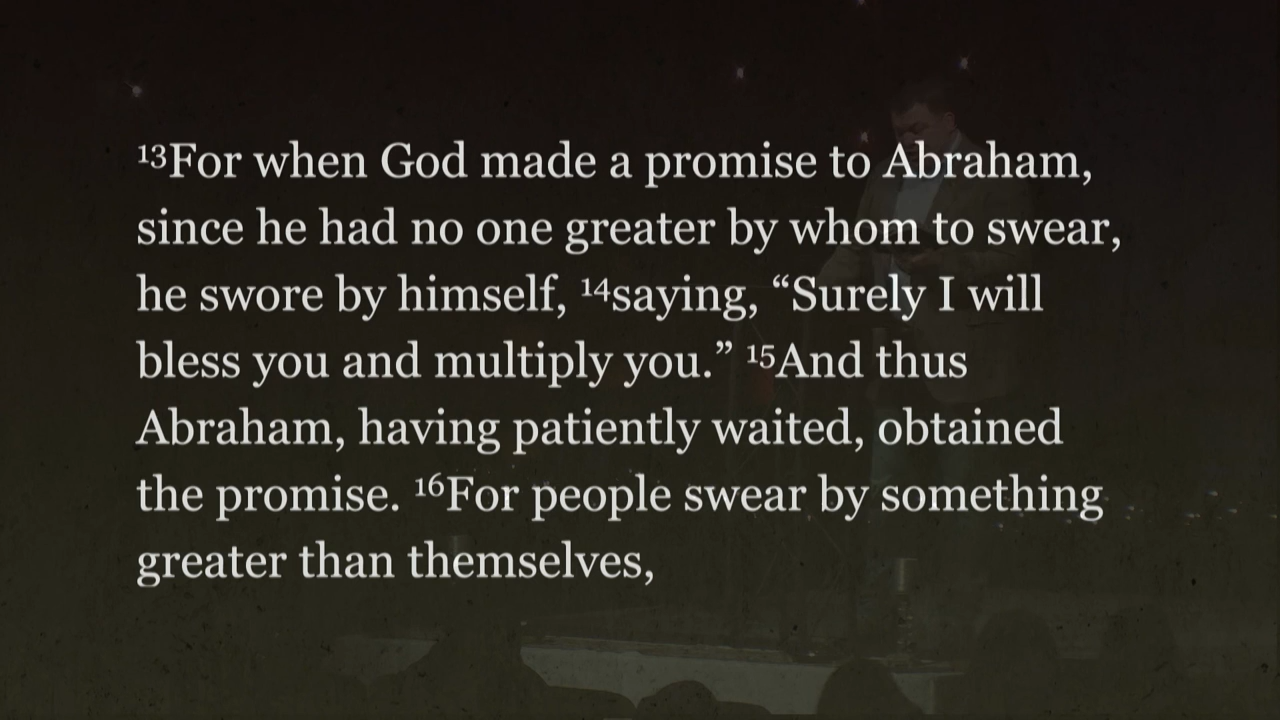 ¹³For when God made a promise to Abraham,
since he had no one greater by whom to swear,
he swore by himself, ¹⁴saying, “Surely I will
bless you and multiply you.” ¹⁵And thus
Abraham, having patiently waited, obtained
the promise. ¹⁶For people swear by something
greater than themselves,